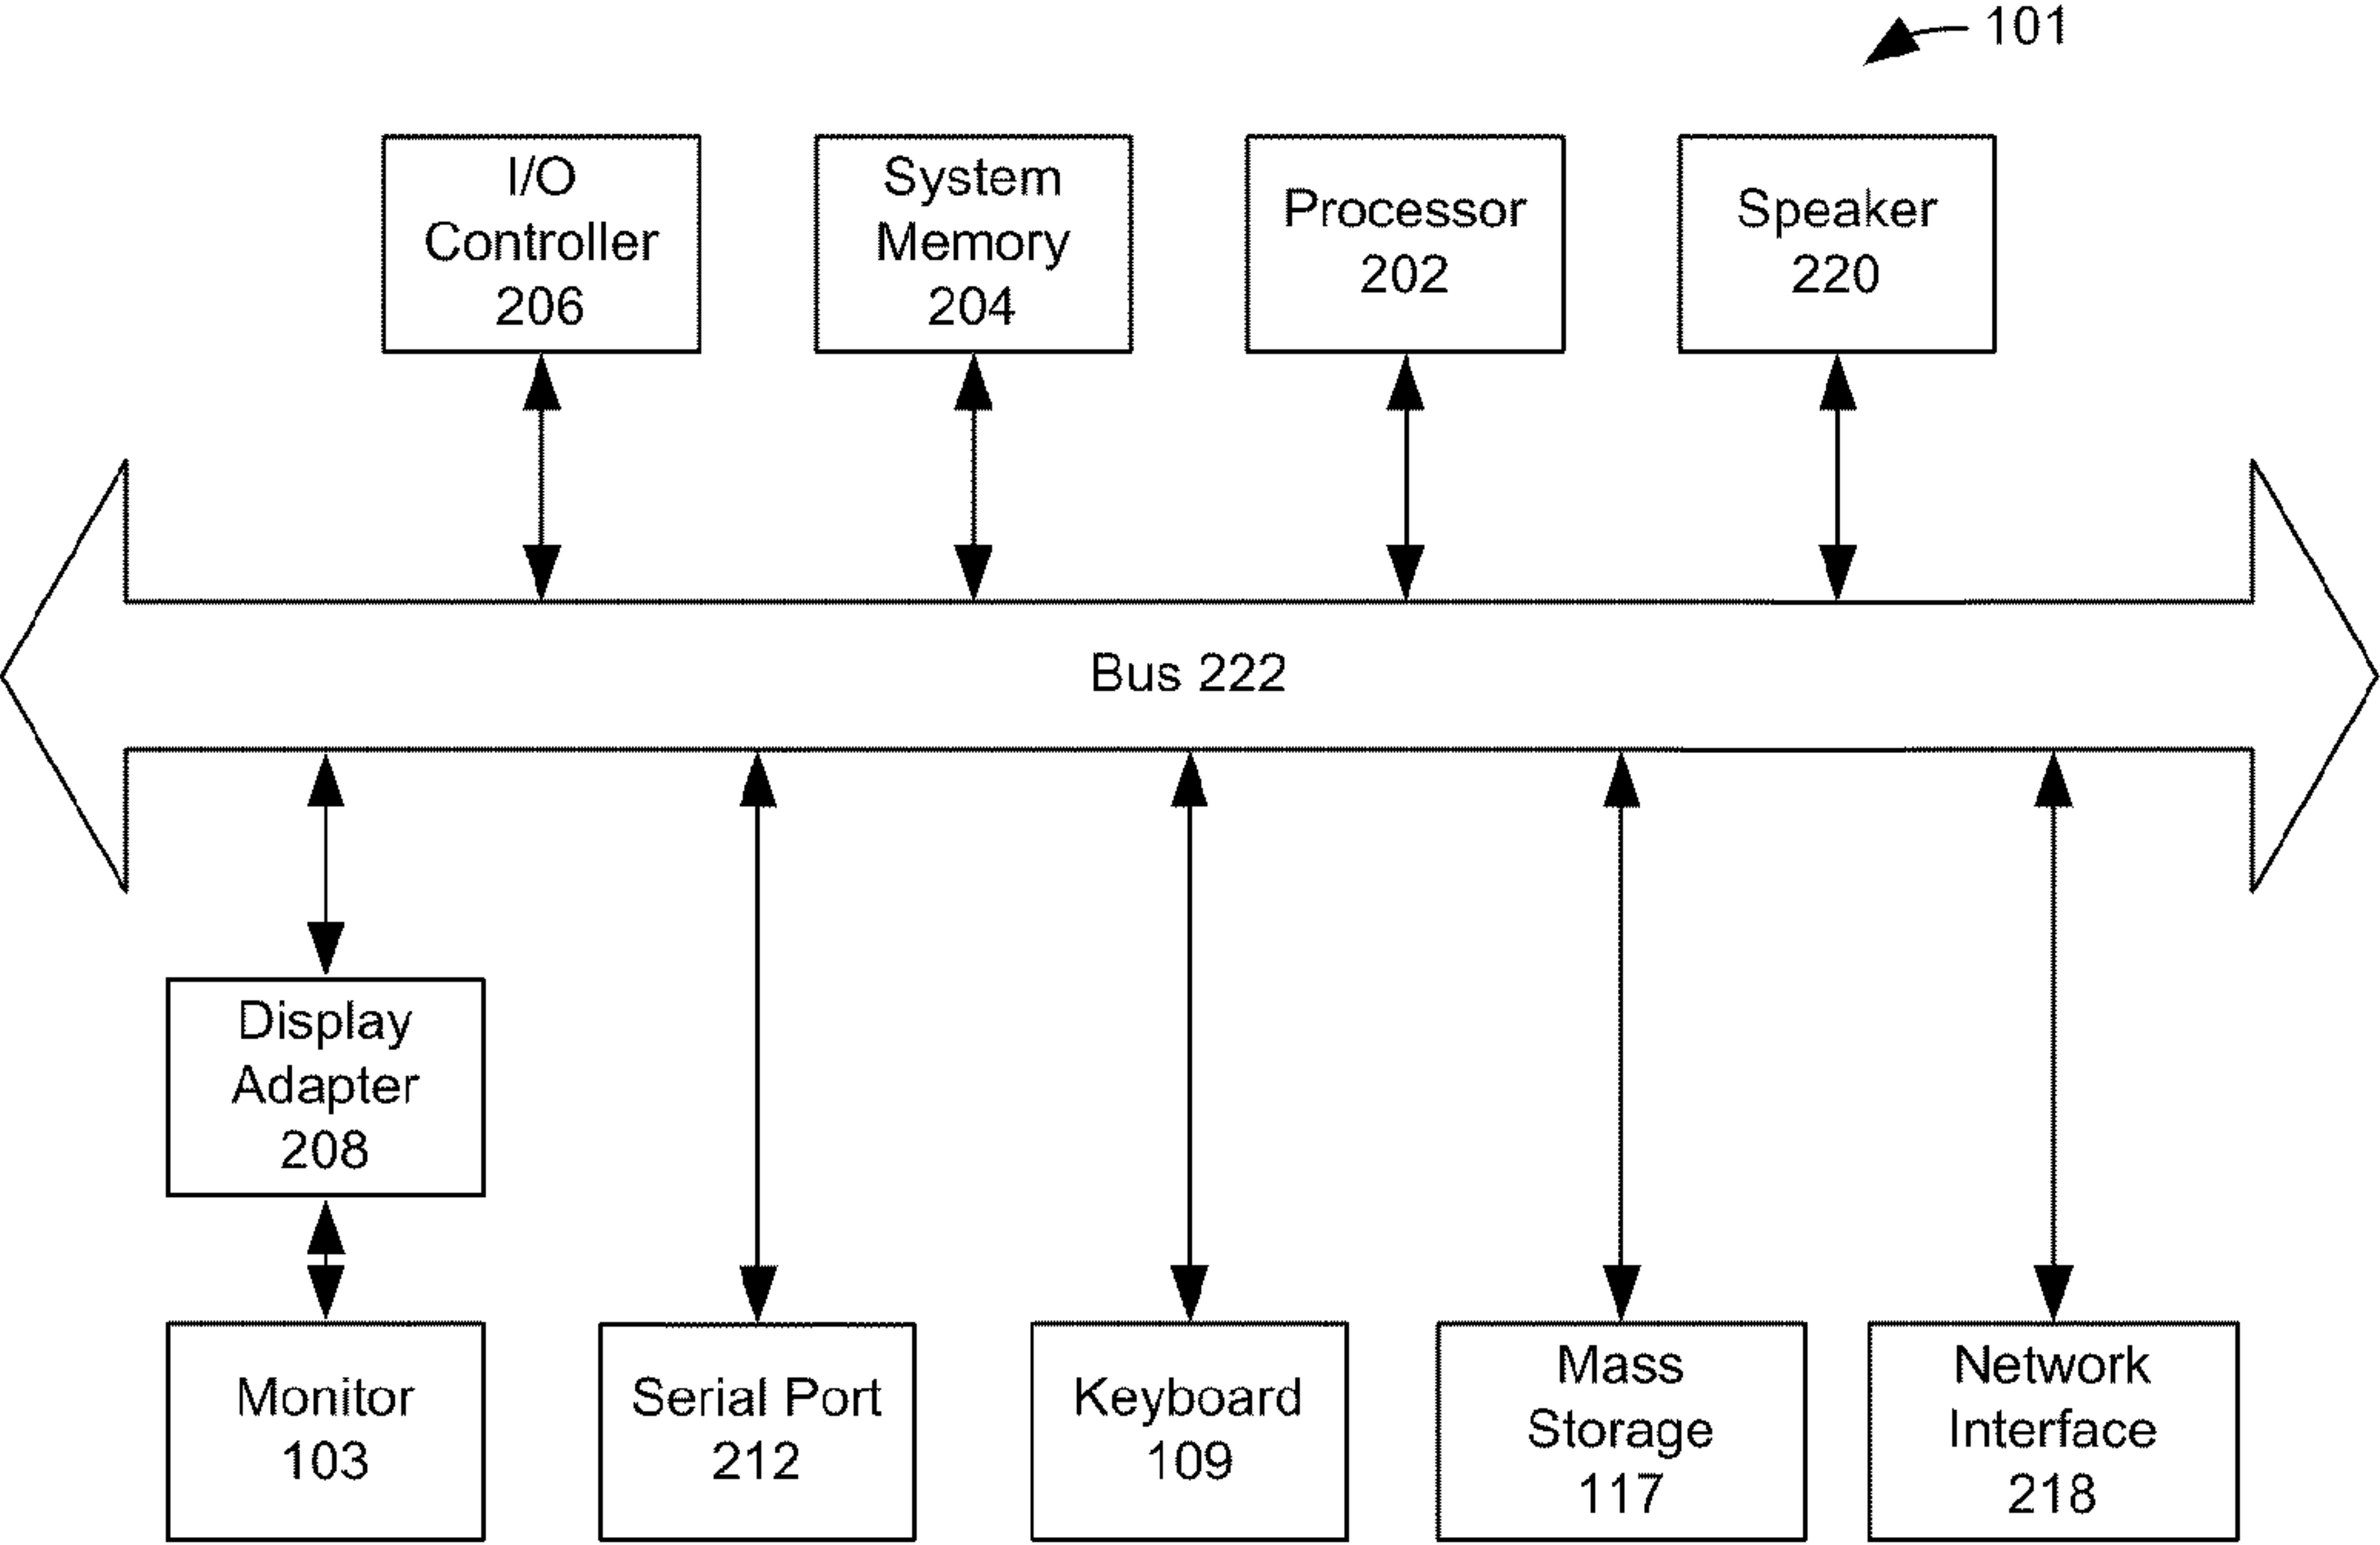 101
I/O
Controller
206
System
Memory
204
Processor
202
Speaker
220
Bus 222
Display
Adapter
208
Monitor
103
Serial Port
212
Keyboard
109
Mass
Storage
117
Network
Interface
218